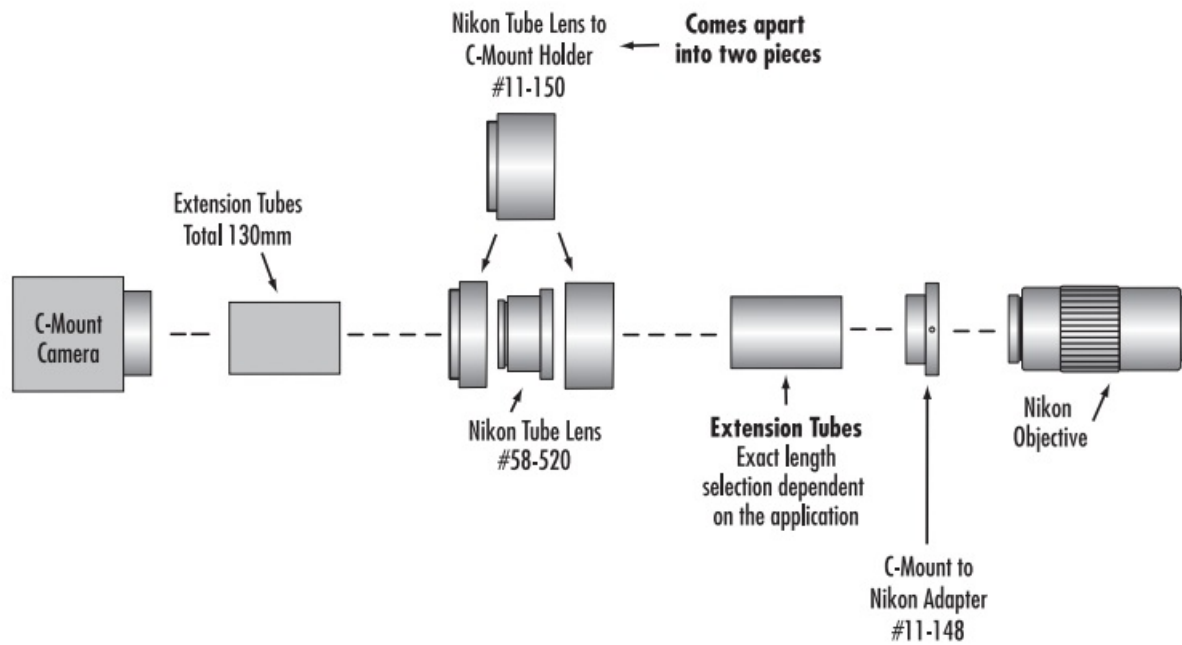 Nikon Tube Lens to
C-Mount Holder
#11-150
Comes apart
into two pieces
Extension Tubes
Total 130mm
C-Mount
Camera
Nikon Tube Lens
#58-520
Extension Tubes
Exact length
selection dependent
on the application
Nikon
Objective
C-Mount to
Nikon Adapter
#11-148